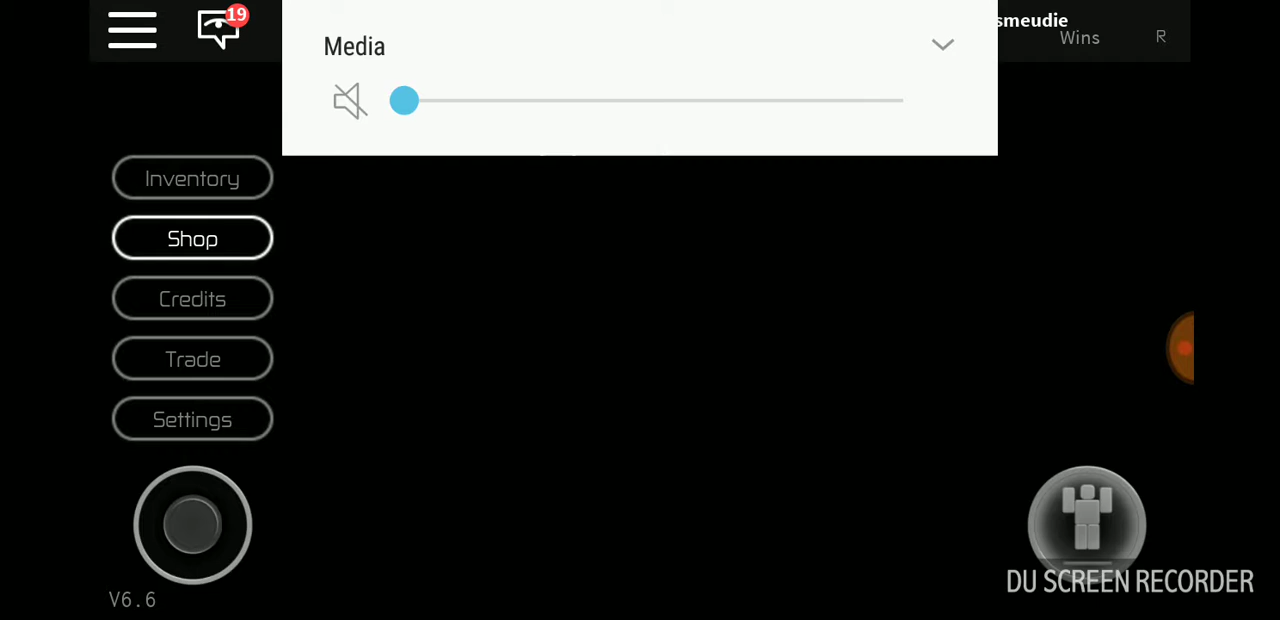 19
Media
smeudie
Wins
R
Inventory
Shop
Credits
Trade
Settings
V6.6
DU SCREEN RECORDER